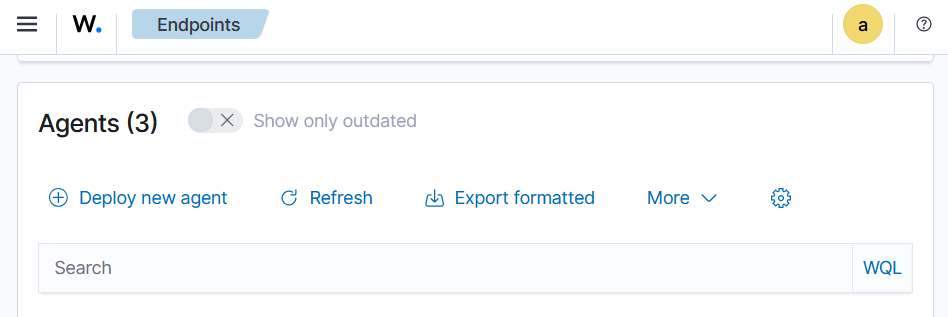 W. Endpoints a
Agents (3) Show only outdated
Deploy new agent Refresh Export formatted More
Search WQL